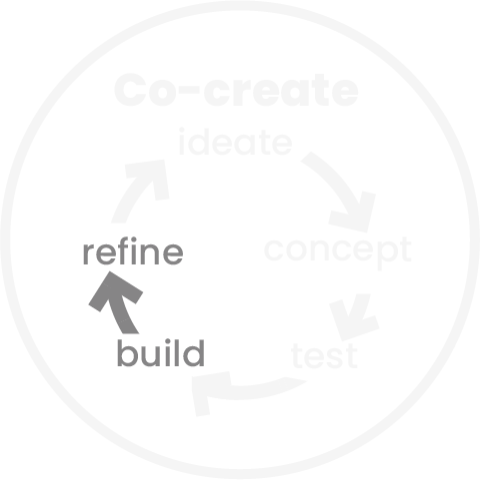 Co-create
ideate
refine
concept
build
test